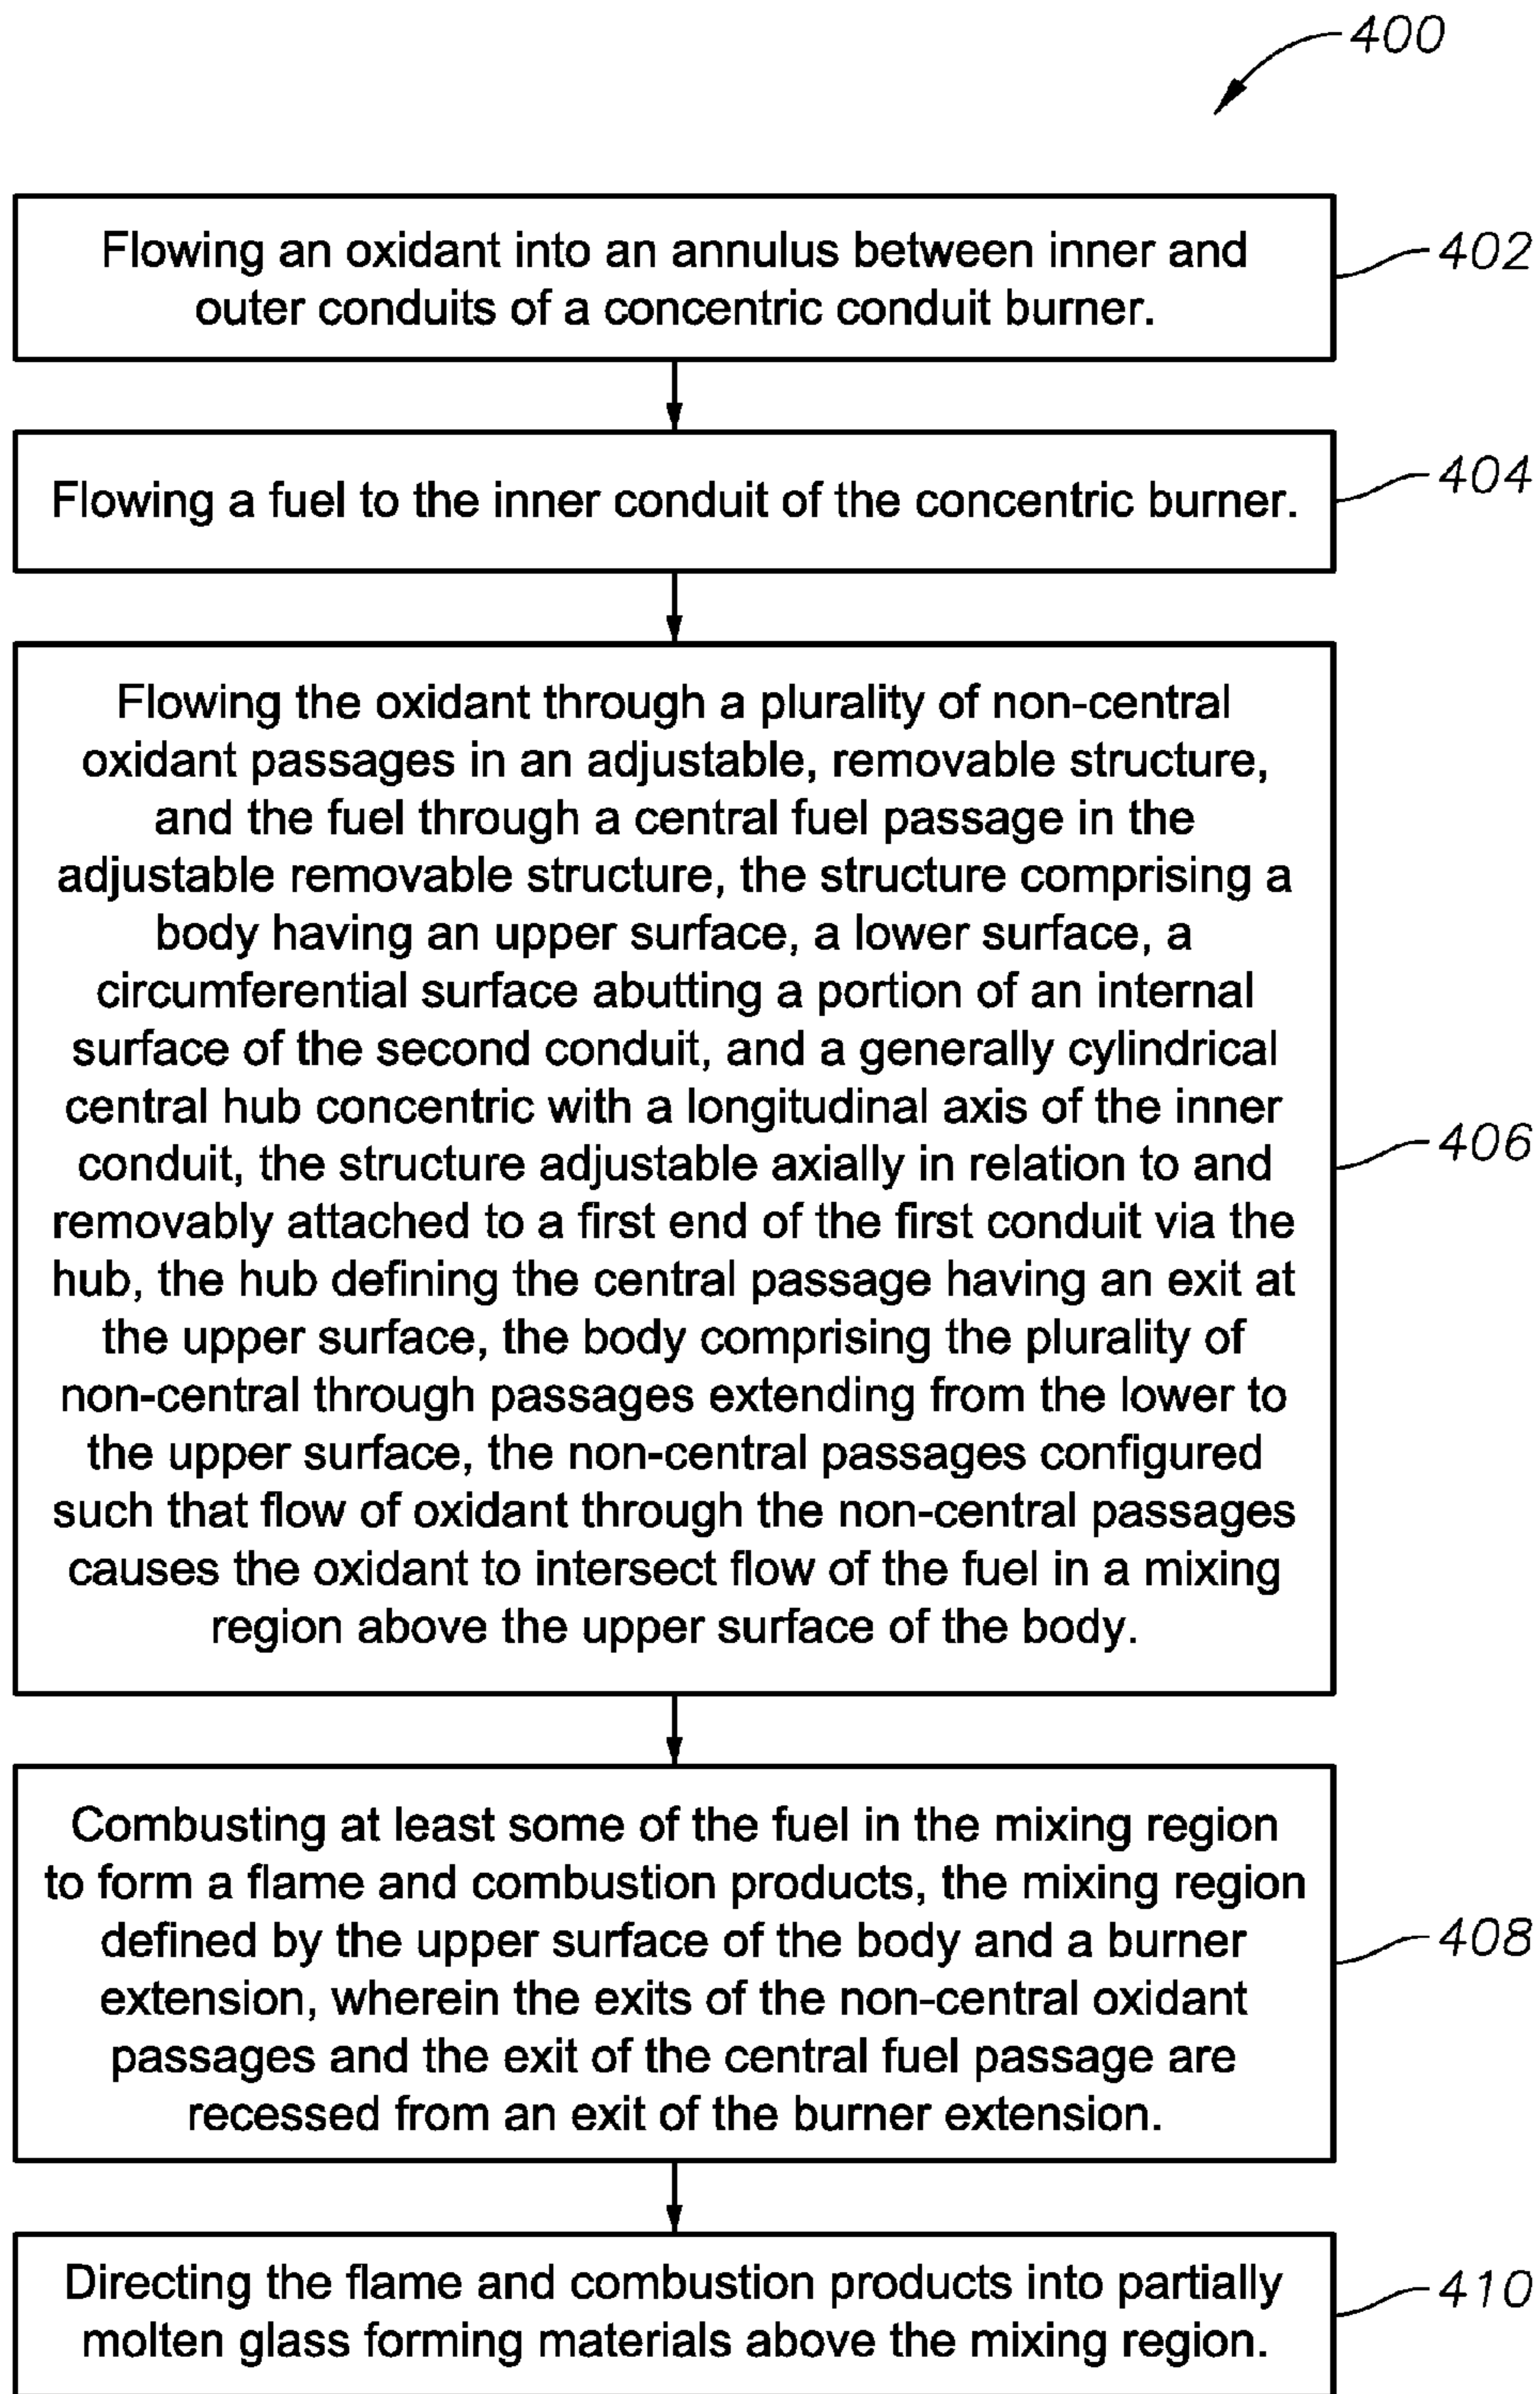 400
Flowing an oxidant into an annulus between inner and
outer conduits of a concentric conduit burner.
402
Flowing a fuel to the inner conduit of the concentric burner.
404
Flowing the oxidant through a plurality of non-central
oxidant passages in an adjustable, removable structure,
and the fuel through a central fuel passage in the
adjustable removable structure, the structure comprising a
body having an upper surface, a lower surface, a
circumferential surface abutting a portion of an internal
surface of the second conduit, and a generally cylindrical
central hub concentric with a longitudinal axis of the inner
conduit, the structure adjustable axially in relation to and
removably attached to a first end of the first conduit via the
hub, the hub defining the central passage having an exit at
the upper surface, the body comprising the plurality of
non-central through passages extending from the lower to
the upper surface, the non-central passages configured
such that flow of oxidant through the non-central passages
causes the oxidant to intersect flow of the fuel in a mixing
region above the upper surface of the body.
406
Combusting at least some of the fuel in the mixing region
to form a flame and combustion products, the mixing region
defined by the upper surface of the body and a burner
extension, wherein the exits of the non-central oxidant
passages and the exit of the central fuel passage are
recessed from an exit of the burner extension.
408
Directing the flame and combustion products into partially
molten glass forming materials above the mixing region.
410